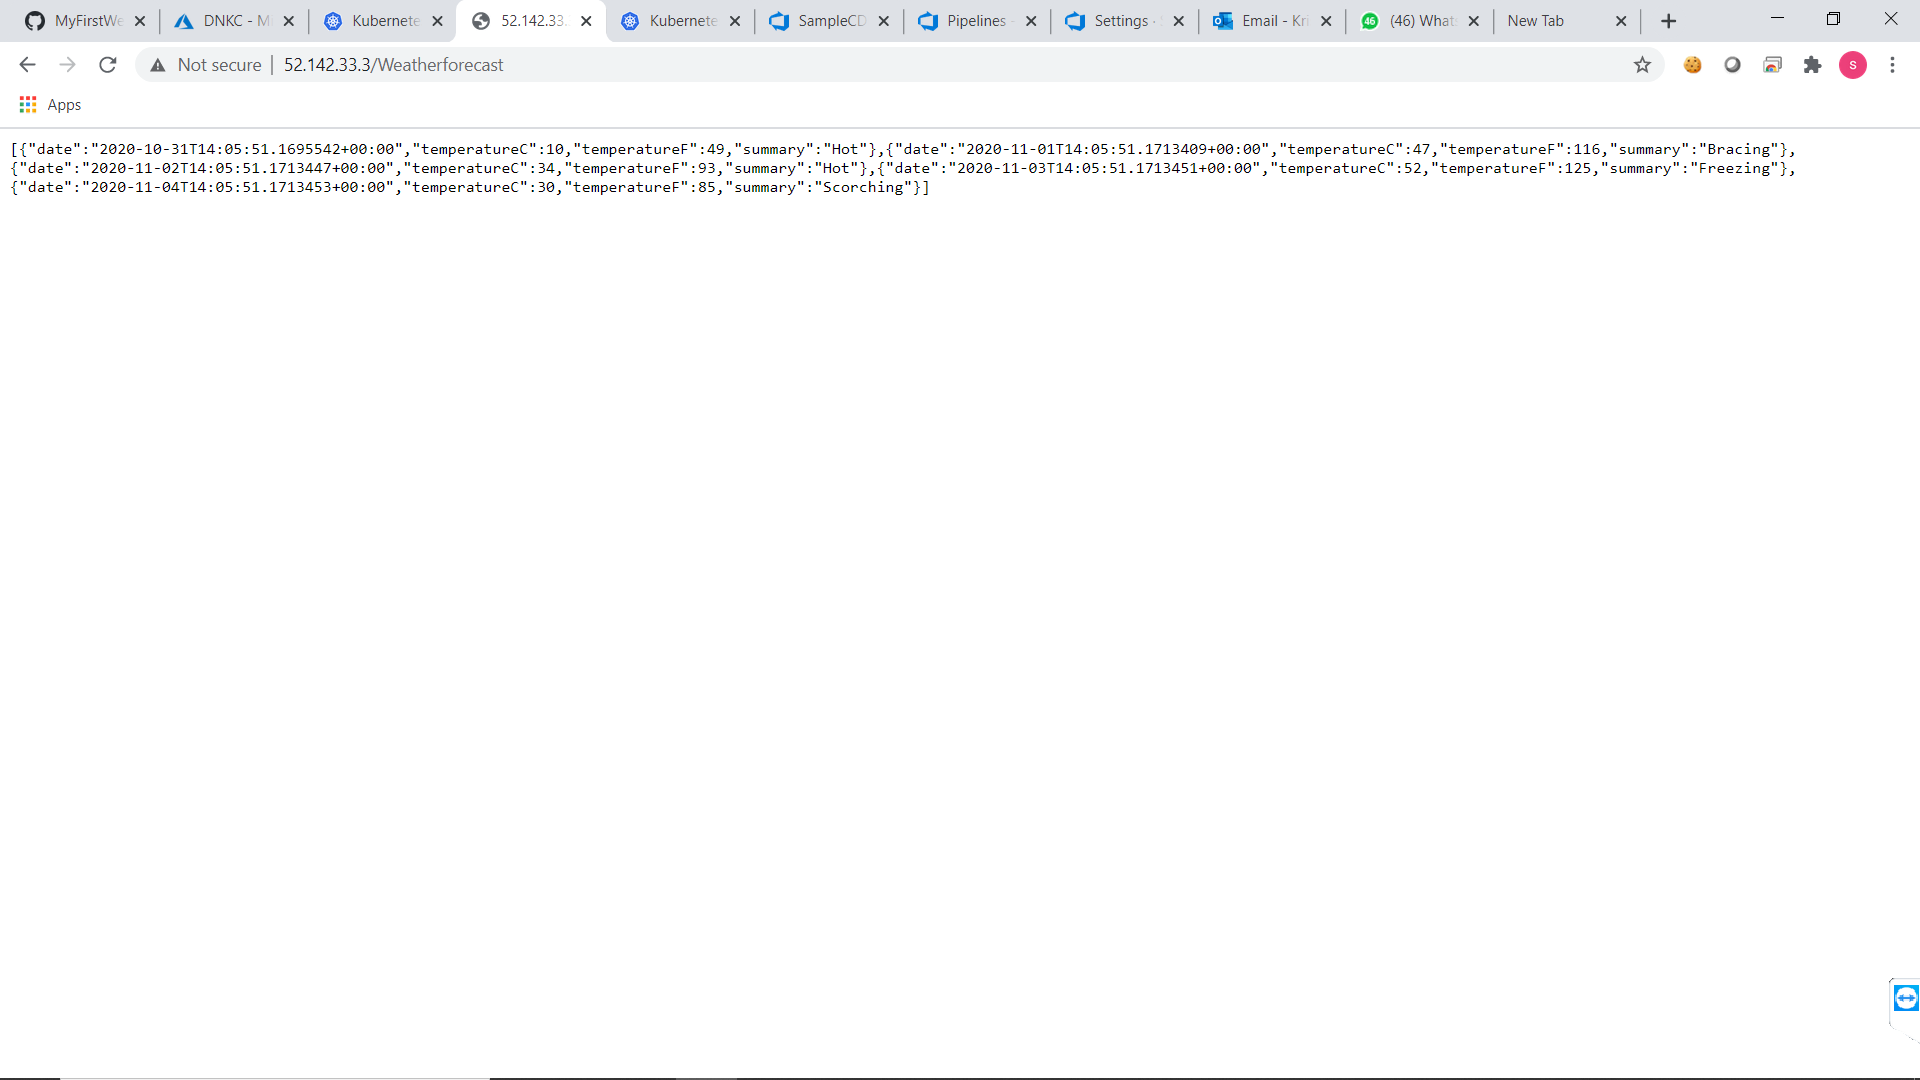 MyFirstWe
DNKC - M
Kubernete
52.142.33.
Kubernete
SampleCD
Pipelines -
Settings ·
Email - Kri
46
(46) What
New Tab
Not secure
52.142.33.3/Weatherforecast
S
Apps
[{"date":"2020-10-31T14:05:51.1695542+00:00","temperatureC":10,"temperatureF":49,"summary":"Hot"},{"date":"2020-11-01T14:05:51.1713409+00:00","temperatureC":47,"temperatureF":116,"summary":"Bracing"},
{"date":"2020-11-02T14:05:51.1713447+00:00","temperatureC":34,"temperatureF":93,"summary":"Hot"},{"date":"2020-11-03T14:05:51.1713451+00:00","temperatureC":52,"temperatureF":125,"summary":"Freezing"},
{"date":"2020-11-04T14:05:51.1713453+00:00","temperatureC":30,"temperatureF":85,"summary":"Scorching"}]